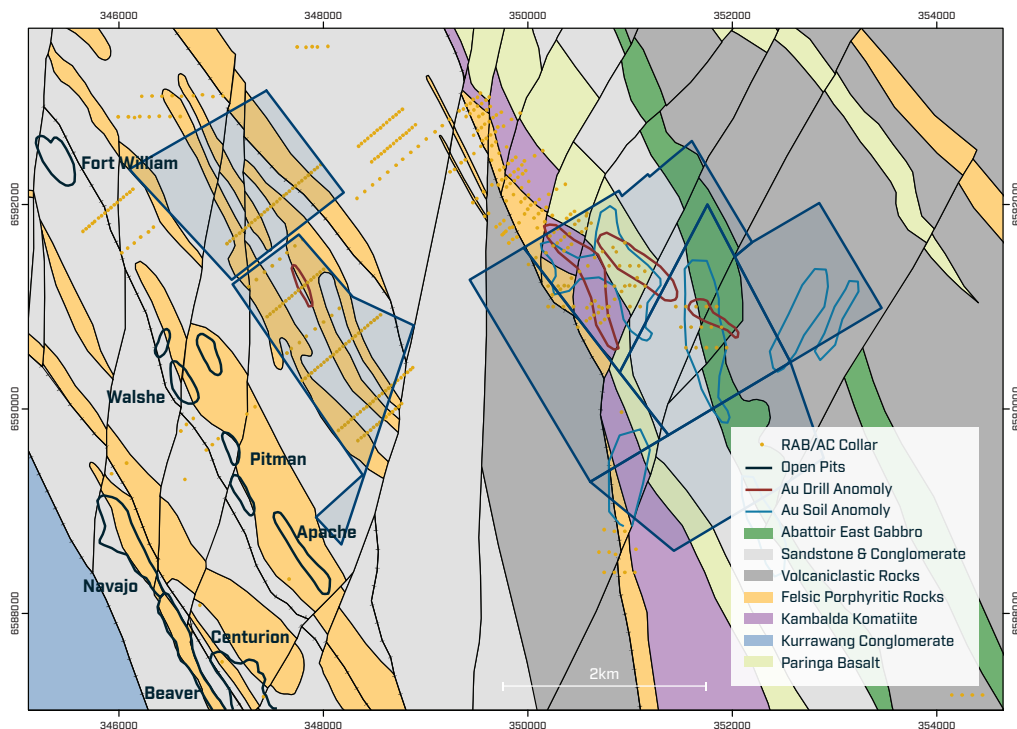 346000 348000 350000 352000 354000
6592000
6592000
Fort William
6590000
6590000
Walshe
Pitman
Apache
Navajo
6588000
6588000
Centurion
Beaver
2km
RAB/AC Collar
Open Pits
Au Drill Anomoly
Au Soil Anomoly
Abattoir East Gabbro
Sandstone & Conglomerate
Volcaniclastic Rocks
Felsic Porphyritic Rocks
Kambalda Komatiite
Kurrawang Conglomerate
Paringa Basalt
346000 348000 350000 352000 354000